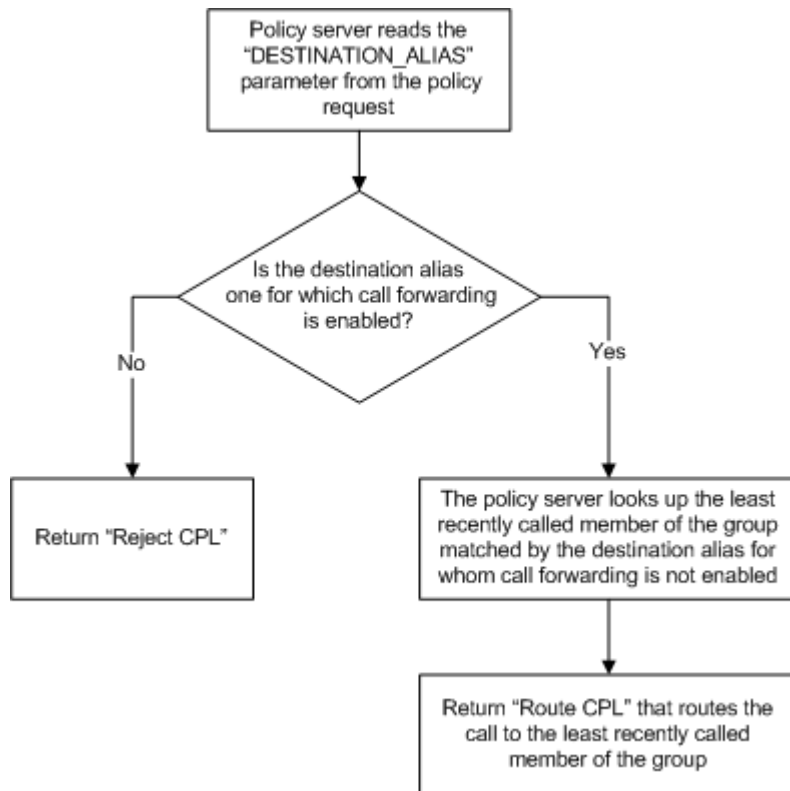 Policy server reads the
“DESTINATION_ALIAS”
parameter from the policy
request
Is the destination alias
one for which call forwarding
is enabled?
No
Yes
Return “Reject CPL”
The policy server looks up the least
recently called member of the group
matched by the destination alias for
whom call forwarding is not enabled
Return “Route CPL” that routes the
call to the least recently called
member of the group